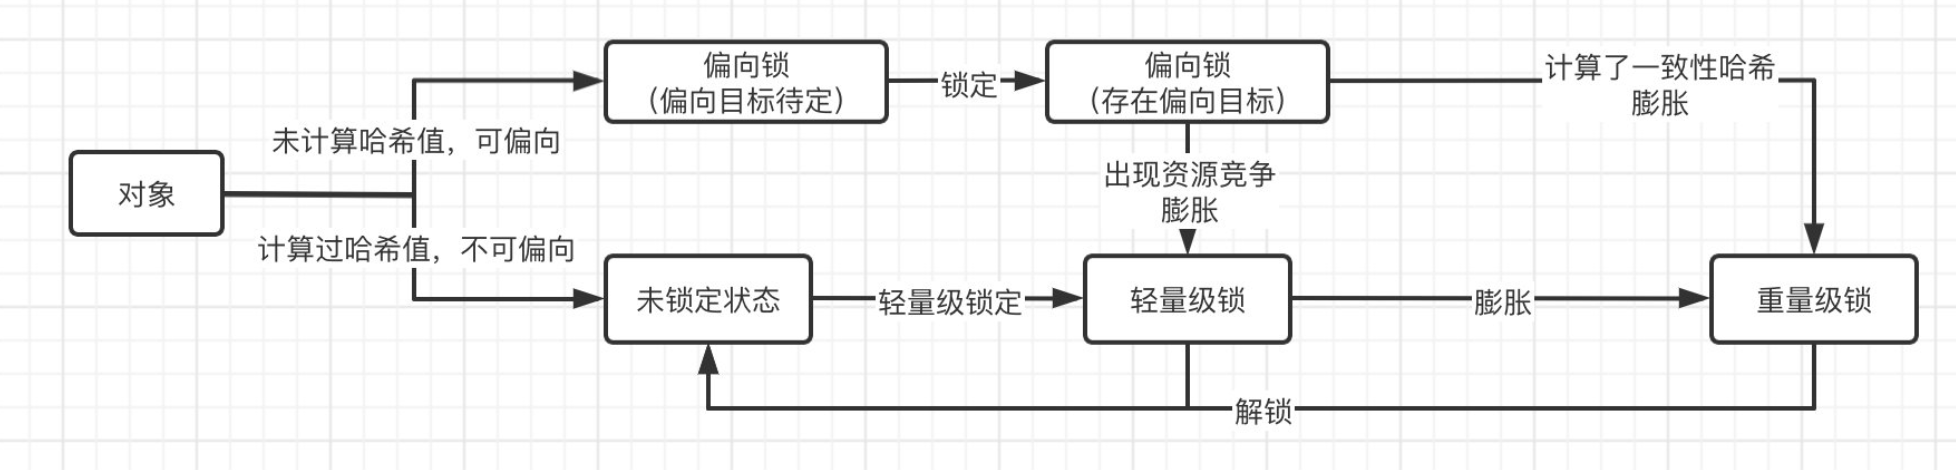 偏向锁
（偏向目标待定）
锁定
偏向锁
（存在偏向目标）
计算了一致性哈希
膨胀
未计算哈希值，可偏向
出现资源竞争
膨胀
对象
计算过哈希值，不可偏向
未锁定状态
轻量级锁定
轻量级锁
膨胀
重量级锁
解锁